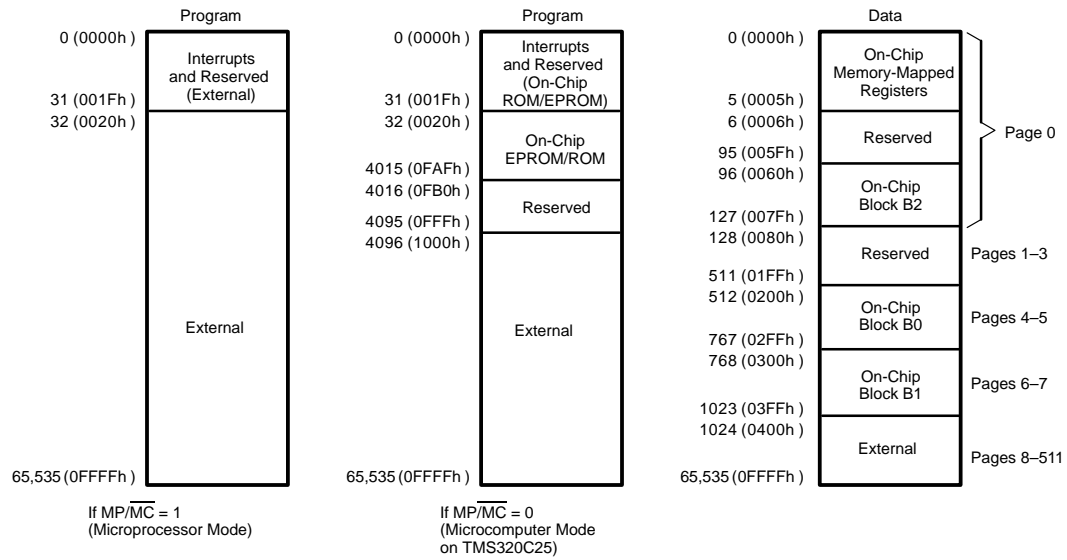 Program
0 (0000h)
Interrupts
and Reserved
(External)
31 (001Fh)
32 (0020h)
External
65,535 (0FFFFh)
If MP/MC = 1
(Microprocessor Mode)
Program
0 (0000h)
Interrupts
and Reserved
(On-Chip
ROM/EPROM)
31 (001Fh)
32 (0020h)
On-Chip
EPROM/ROM
4015 (0FAFh)
4016 (0FB0h)
Reserved
4095 (0FFFh)
4096 (1000h)
External
65,535 (0FFFFh)
If MP/MC = 0
(Microcomputer Mode
on TMS320C25)
Data
0 (0000h)
On-Chip
Memory-Mapped
Registers
5 (0005h)
6 (0006h)
Reserved
Page 0
95 (005Fh)
96 (0060h)
On-Chip
Block B2
127 (007Fh)
128 (0080h)
Reserved
Pages 1–3
511 (01FFh)
512 (0200h)
On-Chip
Block B0
Pages 4–5
767 (02FFh)
768 (0300h)
On-Chip
Block B1
Pages 6–7
1023 (03FFh)
1024 (0400h)
External
Pages 8–511
65,535 (0FFFFh)